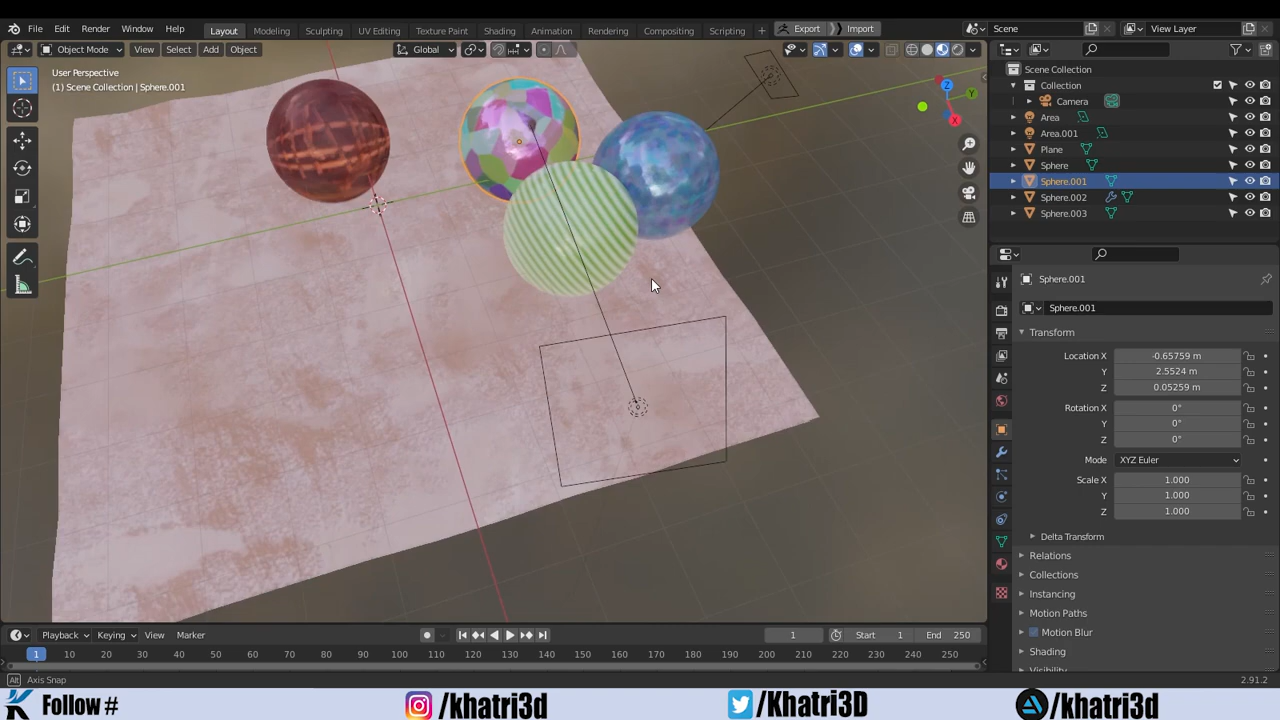 File Edit Render Window Help Layout Modeling Sculpting UV Editing Texture Paint Shading Animation Rendering Compositing Scripting + Export Import Scene View Layer
Object Mode View Select Add Object Global
User Perspective
(1) Scene Collection | Sphere.001
Z
Y
X
Scene Collection
Collection
Camera
Area
Area.001
Plane
Sphere
Sphere.001
Sphere.002
Sphere.003
Sphere.001
Sphere.001
Transform
Location X -0.65759 m
Y 2.5524 m
Z 0.05259 m
Rotation X 0°
Y 0°
Z 0°
Mode XYZ Euler
Scale X 1.000
Y 1.000
Z 1.000
Delta Transform
Relations
Collections
Instancing
Motion Paths
Motion Blur
Shading
Visibility
Playback Keying View Marker 1 Start 1 End 250
1 10 20 30 40 50 60 70 80 90 100 110 120 130 140 150 160 170 180 190 200 210 220 230 240 250
Alt Axis Snap 2.91.2
Follow # /khatri3d /Khatri3D /khatri3d